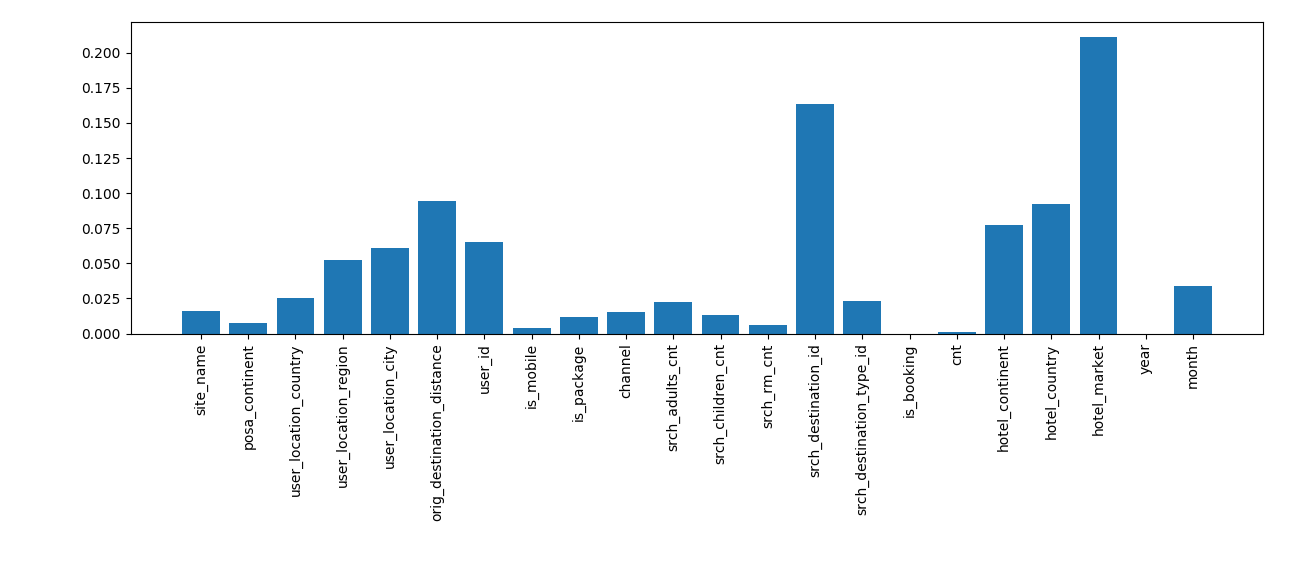 0.200
0.175
0.150
0.125
0.100
0.075
0.050
0.025
0.000
site_name
posa_continent
user_location_country
user_location_region
user_location_city
orig_destination_distance
user_id
is_mobile
is_package
channel
srch_adults_cnt
srch_children_cnt
srch_rm_cnt
srch_destination_id
srch_destination_type_id
is_booking
cnt
hotel_continent
hotel_country
hotel_market
year
month